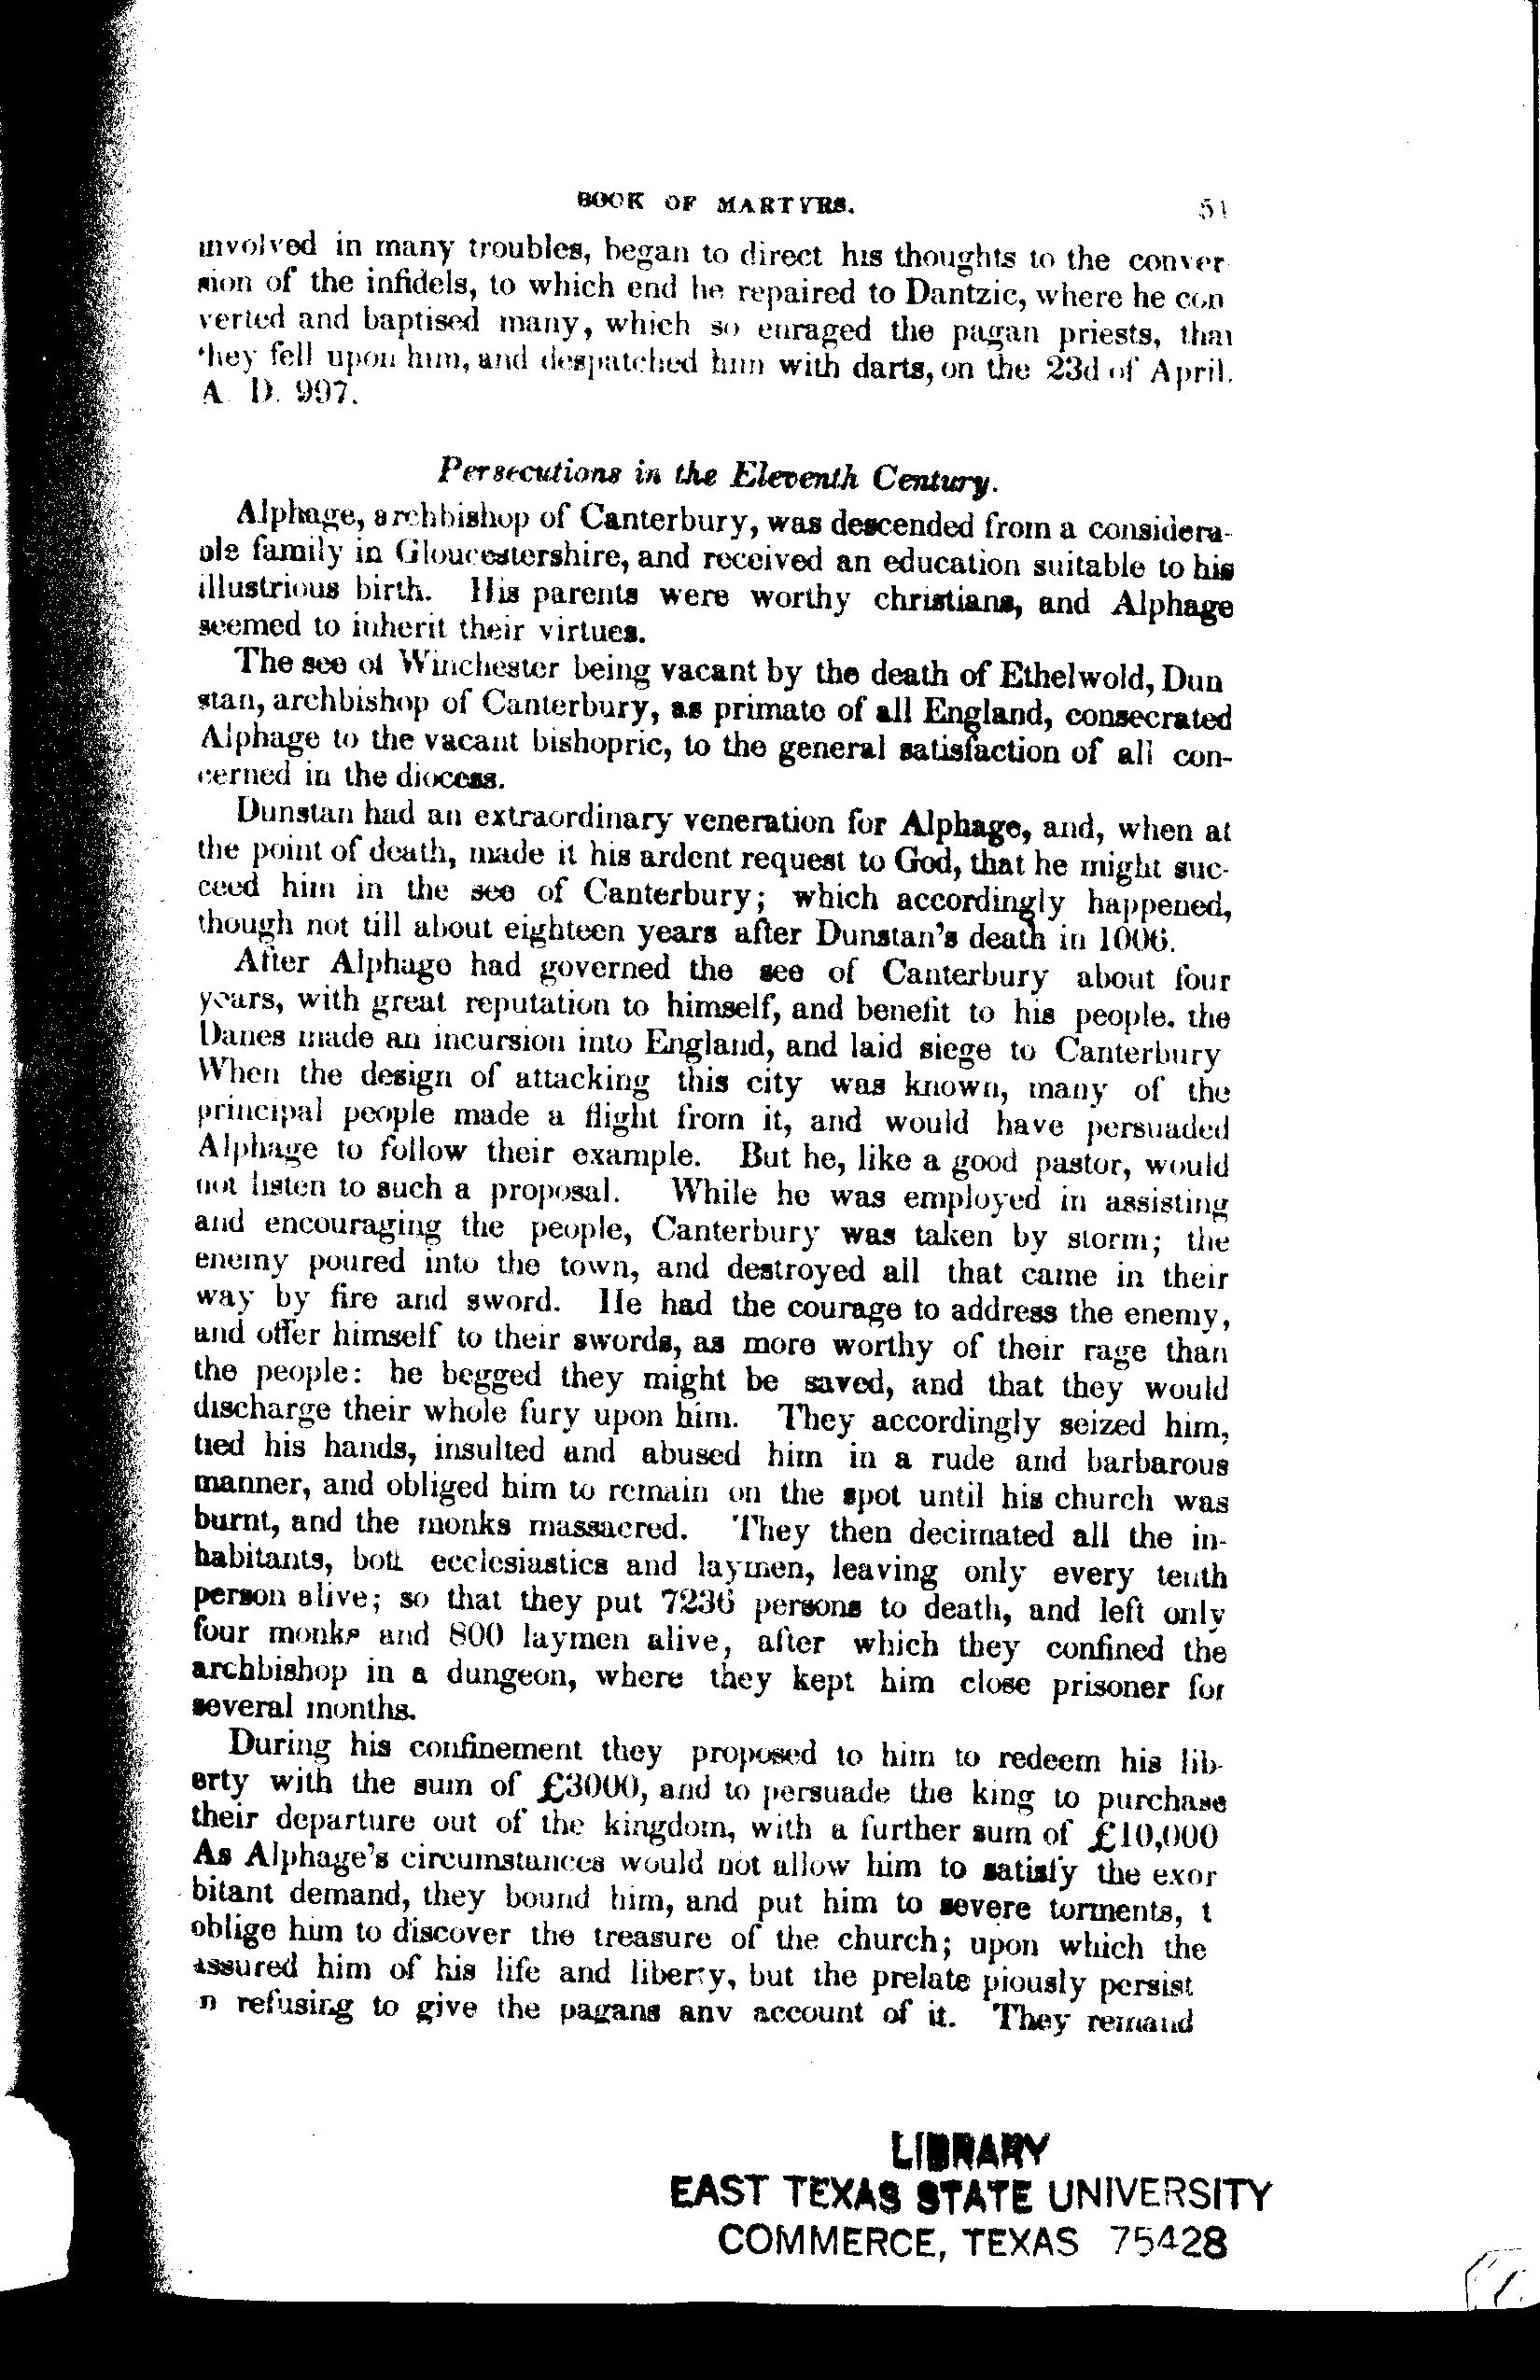 BOOK OF MARTYRS. 51
involved in many troubles, began to direct his thoughts to the conver
sion of the infidels, to which end he repaired to Dantzic, where he con
verted and baptised many, which so enraged the pagan priests, that
they fell upon him, and despatched him with darts, on the 23d of April.
A. D. 997.
Persecutions in the Eleventh Century.
Alphage, archbishop of Canterbury, was descended from a considera-
ble family in Gloucestershire, and received an education suitable to his
illustrious birth. His parents were worthy christians, and Alphage
seemed to inherit their virtues.
The see of Winchester being vacant by the death of Ethelwold, Dun
stan, archbishop of Canterbury, as primate of all England, consecrated
Alphage to the vacant bishopric, to the general satisfaction of all con-
cerned in the diocess.
Dunstan had an extraordinary veneration for Alphage, and, when at
the point of death, made it his ardent request to God, that he might suc-
ceed him in the see of Canterbury; which accordingly happened,
though not till about eighteen years after Dunstan's death in 1006.
After Alphage had governed the see of Canterbury about four
years, with great reputation to himself, and benefit to his people. the
Danes made an incursion into England, and laid siege to Canterbury
When the design of attacking this city was known, many of the
principal people made a flight from it, and would have persuaded
Alphage to follow their example. But he, like a good pastor, would
not listen to such a proposal. While he was employed in assisting
and encouraging the people, Canterbury was taken by storm; the
enemy poured into the town, and destroyed all that came in their
way by fire and sword. He had the courage to address the enemy,
and offer himself to their swords, as more worthy of their rage than
the people: he begged they might be saved, and that they would
discharge their whole fury upon him. They accordingly seized him,
tied his hands, insulted and abused him in a rude and barbarous
manner, and obliged him to remain on the spot until his church was
burnt, and the monks massacred. They then decimated all the in-
habitants, both ecclesiastics and laymen, leaving only every tenth
person alive; so that they put 7236 persons to death, and left only
four monks and 800 laymen alive, after which they confined the
archbishop in a dungeon, where they kept him close prisoner for
several months.
During his confinement they proposed to him to redeem his lib-
erty with the sum of £3000, and to persuade the king to purchase
their departure out of the kingdom, with a further sum of £10,000
As Alphage's circumstances would not allow him to satisfy the exor
bitant demand, they bound him, and put him to severe torments, t
oblige him to discover the treasure of the church; upon which the
assured him of his life and liberty, but the prelate piously persist
n refusing to give the pagans any account of it. They remand
LIBRARY
EAST TEXAS STATE UNIVERSITY
COMMERCE, TEXAS 75428